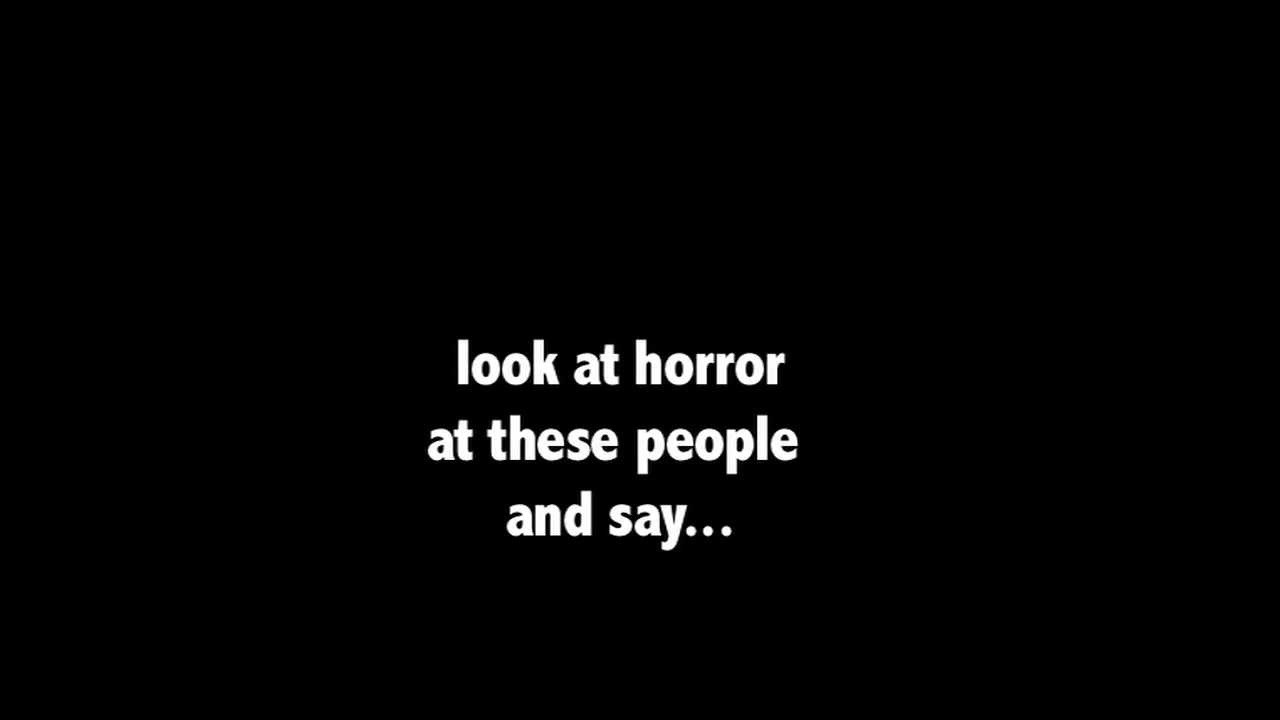 look at horror
at these people
and say...